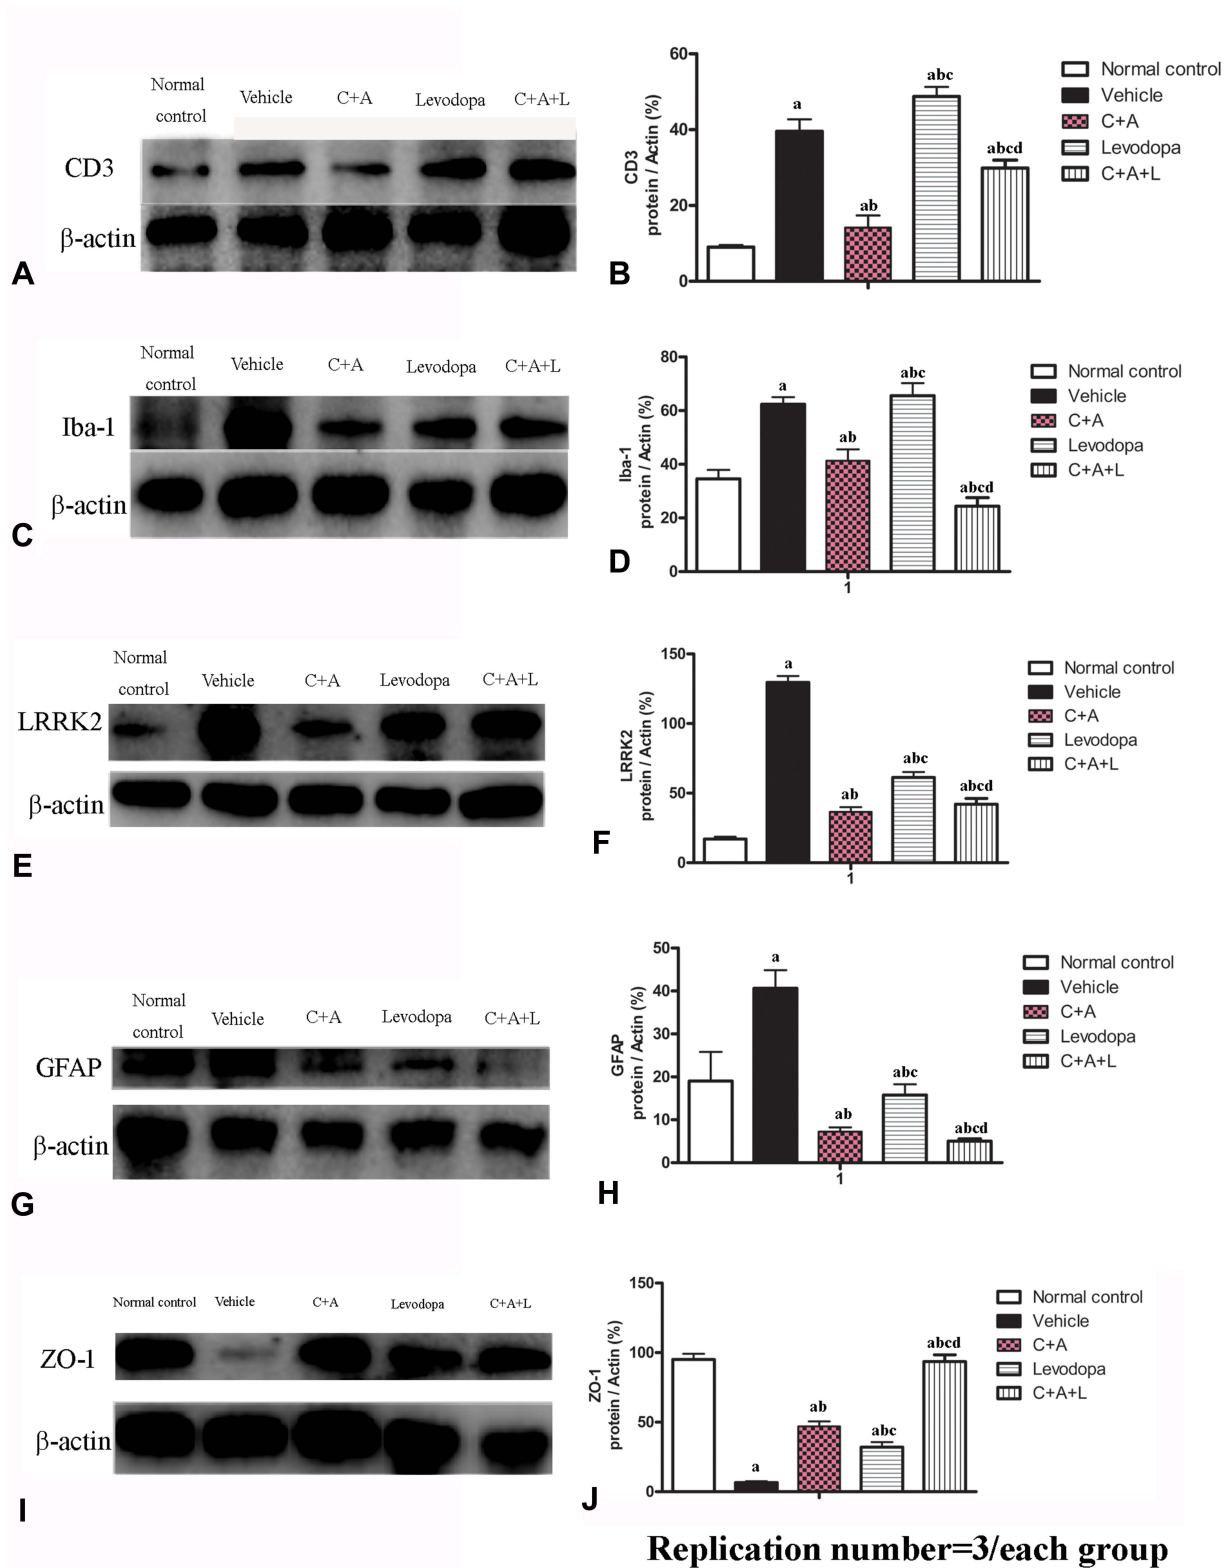 Normal
control
Vehicle
C+A
Levodopa
C+A+L
CD3
β-actin
A
60
40
20
0
CD3
protein / Actin (%)
a
ab
abc
abcd
Normal control
Vehicle
C+A
Levodopa
C+A+L
B
Normal
control
Vehicle
C+A
Levodopa
C+A+L
Iba-1
β-actin
C
80
60
40
20
0
Iba-1
protein / Actin (%)
a
ab
abc
abcd
1
Normal control
Vehicle
C+A
Levodopa
C+A+L
D
Normal
control
Vehicle
C+A
Levodopa
C+A+L
LRRK2
β-actin
E
150
100
50
0
LRRK2
protein / Actin (%)
a
ab
abc
abcd
1
Normal control
Vehicle
C+A
Levodopa
C+A+L
F
Normal
control
Vehicle
C+A
Levodopa
C+A+L
GFAP
β-actin
G
50
40
30
20
10
0
GFAP
protein / Actin (%)
a
ab
abc
abcd
1
Normal control
Vehicle
C+A
Levodopa
C+A+L
H
Normal control
Vehicle
C+A
Levodopa
C+A+L
ZO-1
β-actin
I
150
100
50
0
ZO-1
protein / Actin (%)
a
ab
abc
abcd
Normal control
Vehicle
C+A
Levodopa
C+A+L
J
Replication number=3/each group